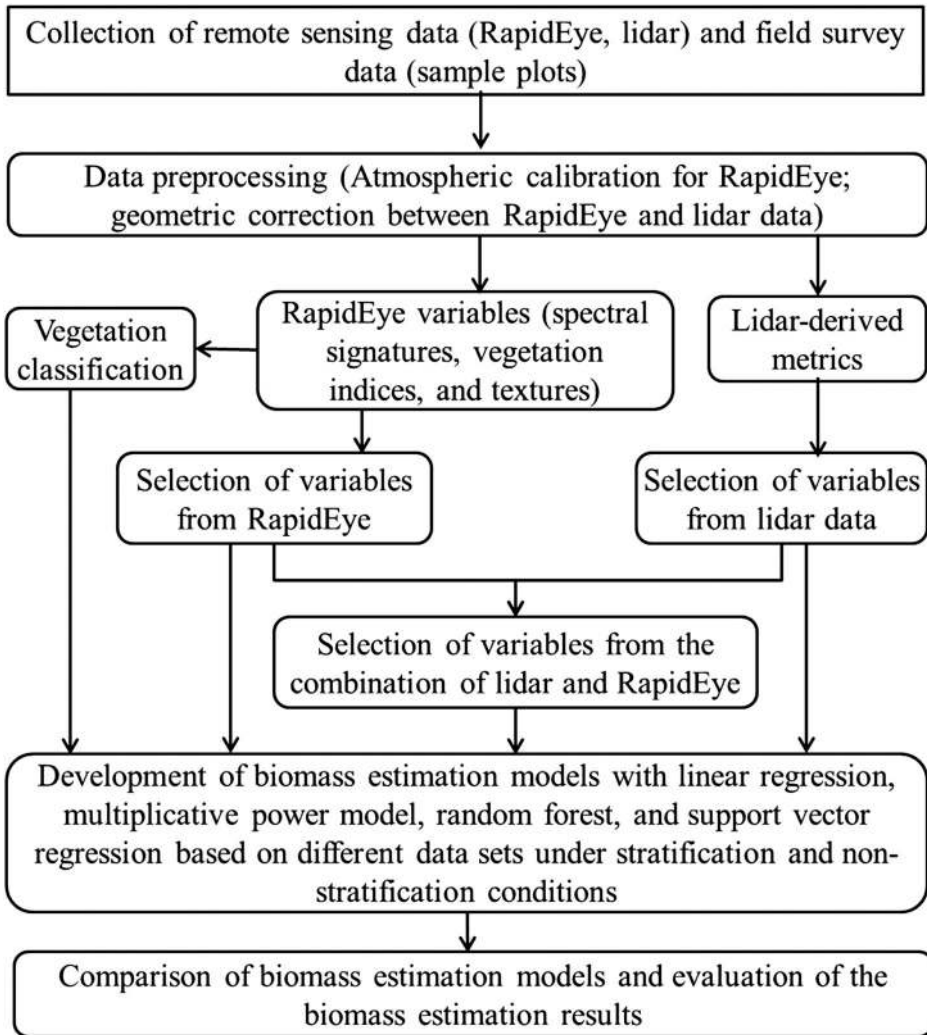 Collection of remote sensing data (RapidEye, lidar) and field survey
data (sample plots)
Data preprocessing (Atmospheric calibration for RapidEye;
geometric correction between RapidEye and lidar data)
Vegetation
classification
RapidEye variables (spectral
signatures, vegetation
indices, and textures)
Lidar-derived
metrics
Selection of variables
from RapidEye
Selection of variables
from lidar data
Selection of variables from the
combination of lidar and RapidEye
Development of biomass estimation models with linear regression,
multiplicative power model, random forest, and support vector
regression based on different data sets under stratification and non-
stratification conditions
Comparison of biomass estimation models and evaluation of the
biomass estimation results